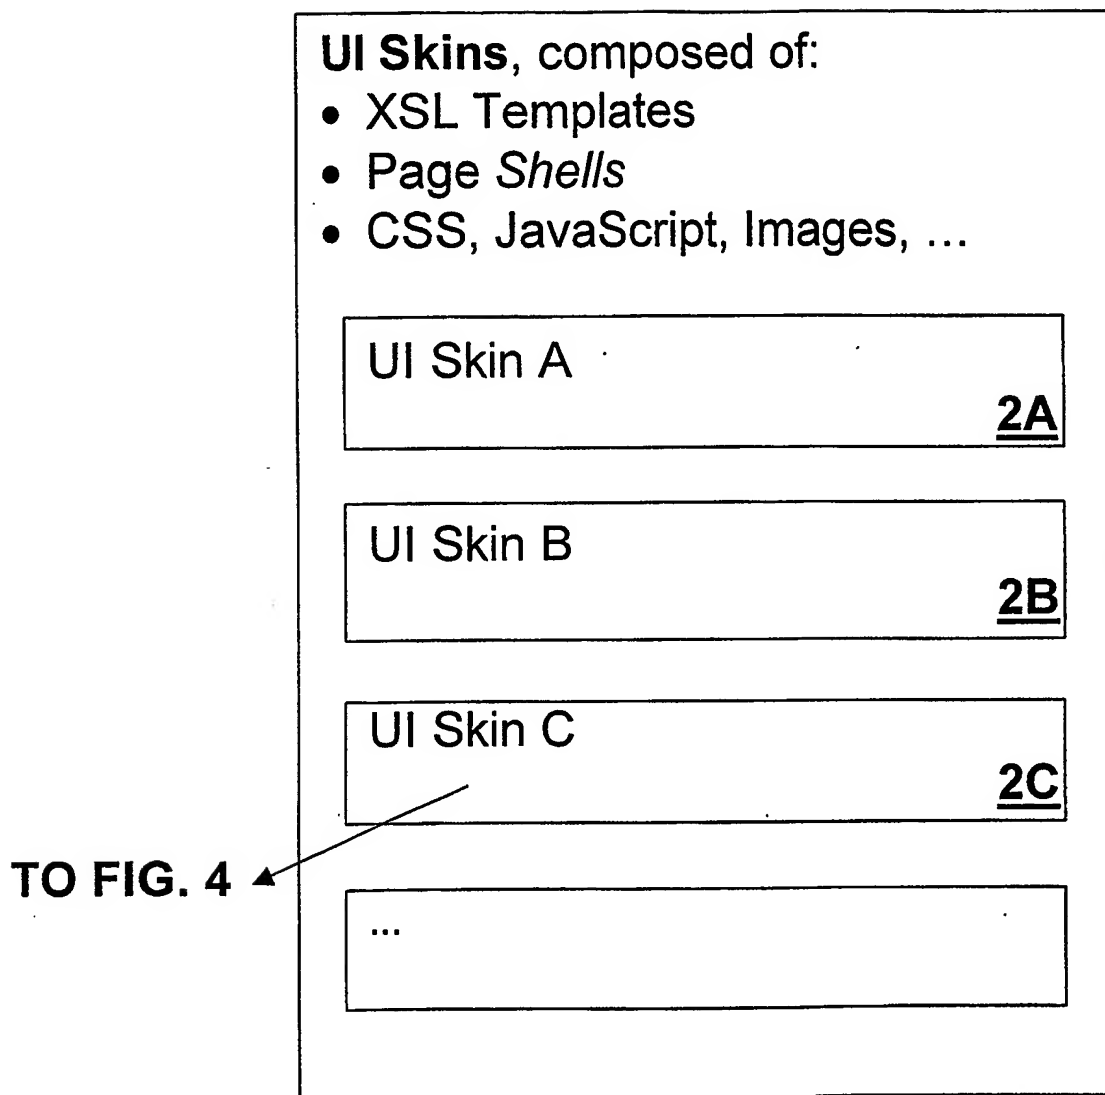 UI Skins, composed of:
• XSL Templates
• Page Shells
• CSS, JavaScript, Images, ...
UI Skin A
2A
UI Skin B
2B
UI Skin C
2C
TO FIG. 4
...